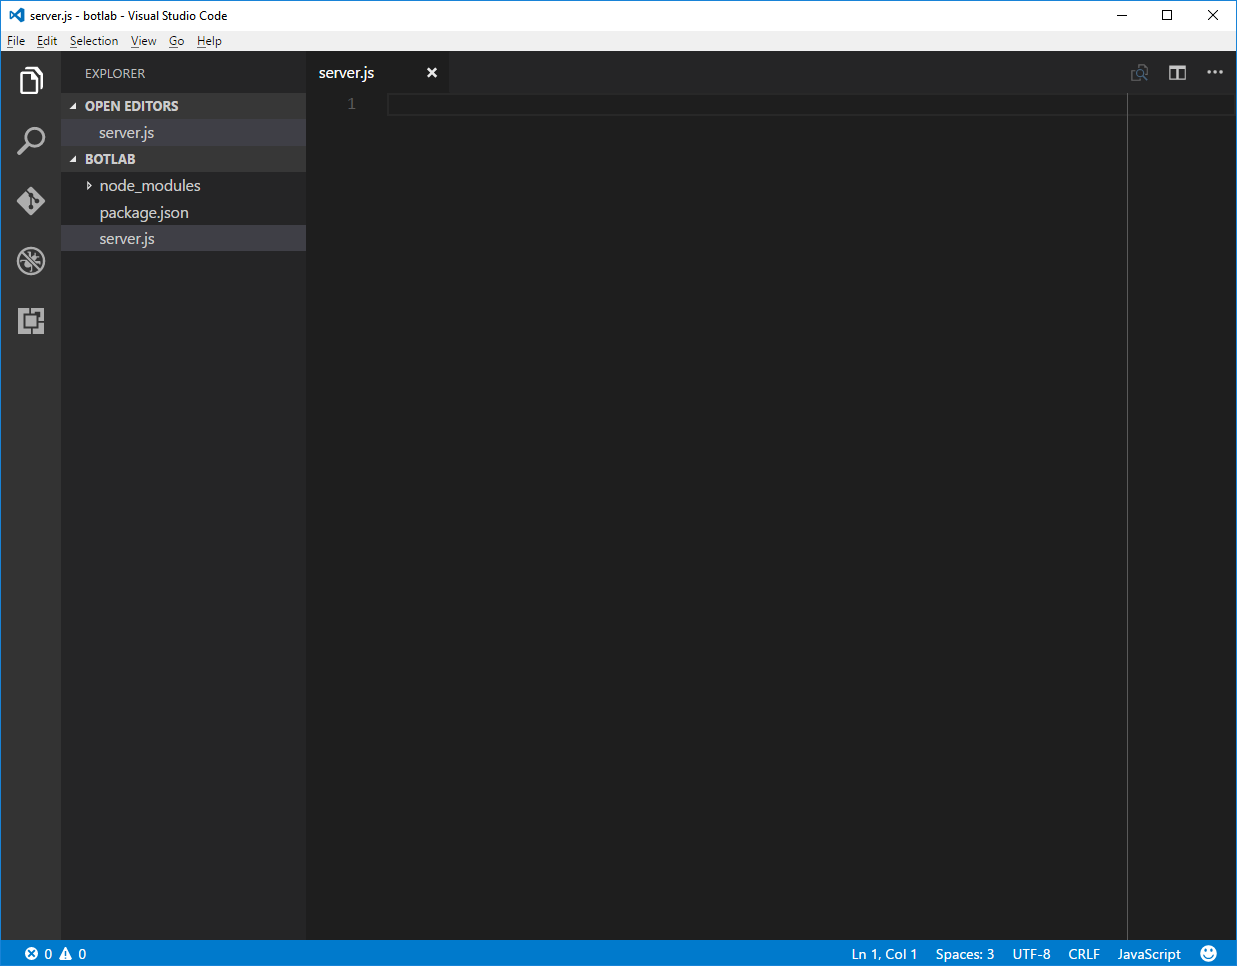 server.js - botlab - Visual Studio Code
File Edit Selection View Go Help
EXPLORER
OPEN EDITORS
server.js
BOTLAB
node_modules
package.json
server.js
server.js
1
0 0
Ln 1, Col 1 Spaces: 3 UTF-8 CRLF JavaScript